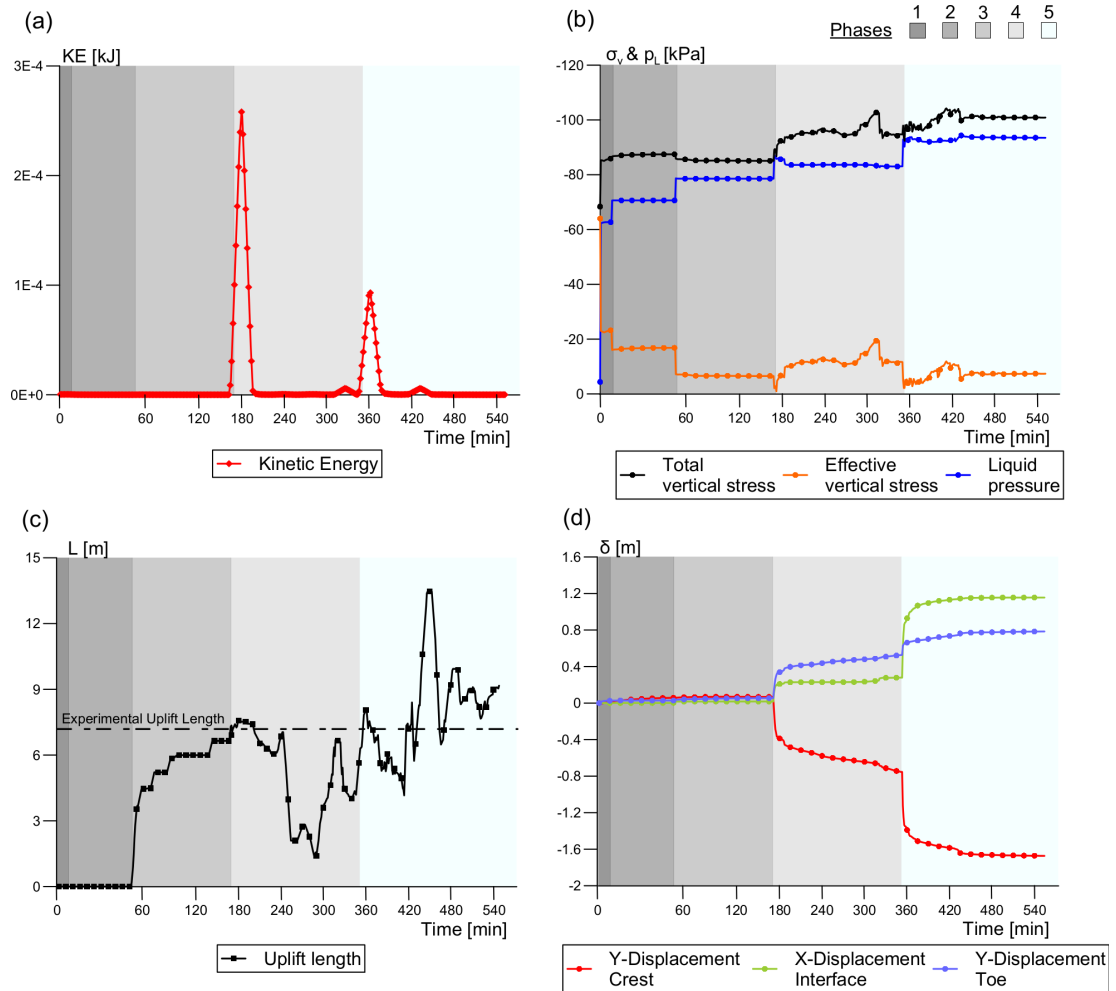 (a)
KE [kJ]
3E-4
2E-4
1E-4
0E+0
0 60 120 180 240 300 360 420 480 540
Time [min]
Kinetic Energy
(b)
Phases 1 2 3 4 5
σv & pL [kPa]
-120
-100
-80
-60
-40
-20
0
0 60 120 180 240 300 360 420 480 540
Time [min]
Total vertical stress
Effective vertical stress
Liquid pressure
(c)
L [m]
15
12
9
Experimental Uplift Length
6
3
0
0 60 120 180 240 300 360 420 480 540
Time [min]
Uplift length
(d)
δ [m]
1.6
1.2
0.8
0.4
0
-0.4
-0.8
-1.2
-1.6
-2
0 60 120 180 240 300 360 420 480 540
Time [min]
Y-Displacement Crest
X-Displacement Interface
Y-Displacement Toe